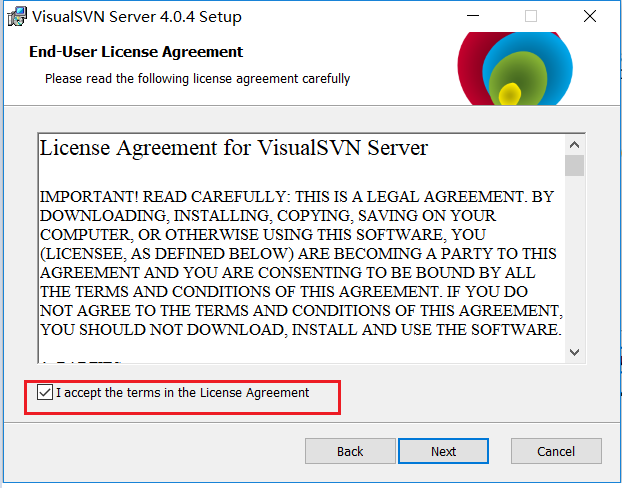 VisualSVN Server 4.0.4 Setup
End-User License Agreement
Please read the following license agreement carefully
License Agreement for VisualSVN Server
IMPORTANT! READ CAREFULLY: THIS IS A LEGAL AGREEMENT. BY
DOWNLOADING, INSTALLING, COPYING, SAVING ON YOUR
COMPUTER, OR OTHERWISE USING THIS SOFTWARE, YOU
(LICENSEE, AS DEFINED BELOW) ARE BECOMING A PARTY TO THIS
AGREEMENT AND YOU ARE CONSENTING TO BE BOUND BY ALL
THE TERMS AND CONDITIONS OF THIS AGREEMENT. IF YOU DO
NOT AGREE TO THE TERMS AND CONDITIONS OF THIS AGREEMENT,
YOU SHOULD NOT DOWNLOAD, INSTALL AND USE THE SOFTWARE.
I accept the terms in the License Agreement
Back
Next
Cancel